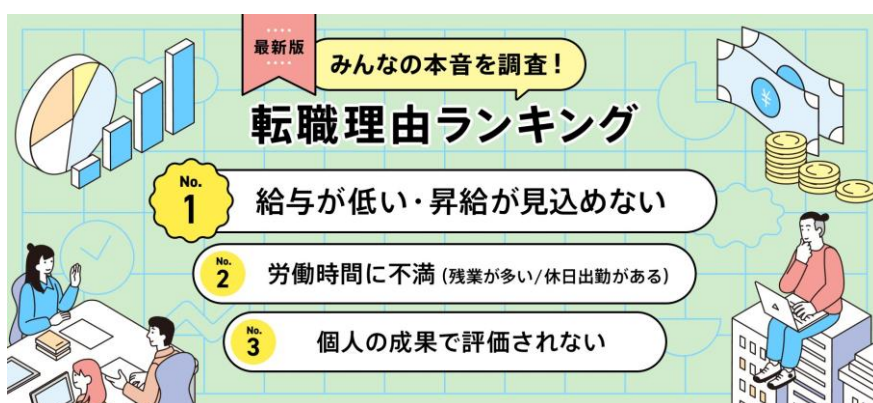 最新版
みんなの本音を調査！
転職理由ランキング
No.
1
給与が低い・昇給が見込めない
No.
2
労働時間に不満（残業が多い/休日出勤がある）
No.
3
個人の成果で評価されない
¥